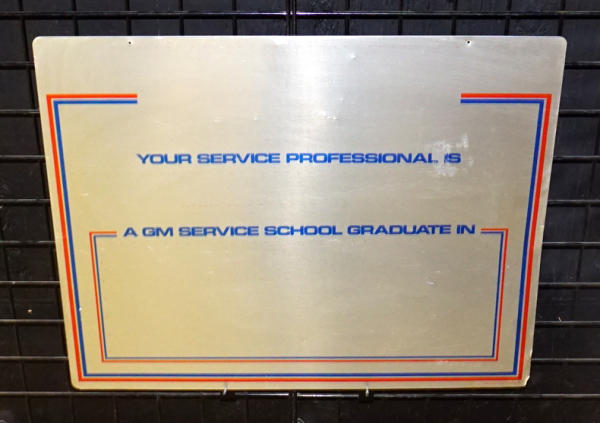 YOUR SERVICE PROFESSIONAL IS
A GM SERVICE SCHOOL GRADUATE IN